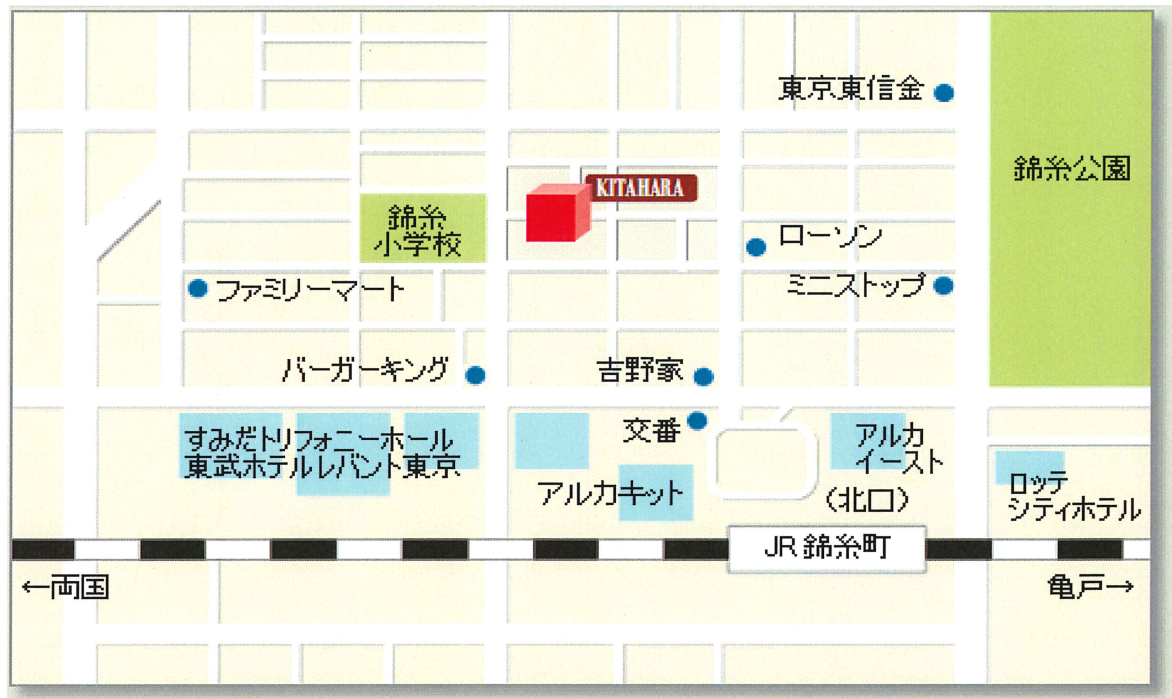 東京東信金
錦糸公園
KITAHARA
錦糸
小学校
ローソン
ファミリーマート
ミニストップ
バーガーキング
吉野家
交番
すみだトリフォニーホール
東武ホテルレバント東京
アルカ
イースト
アルカキット
(北口)
ロッテ
シティホテル
JR 錦糸町
←両国
亀戸→